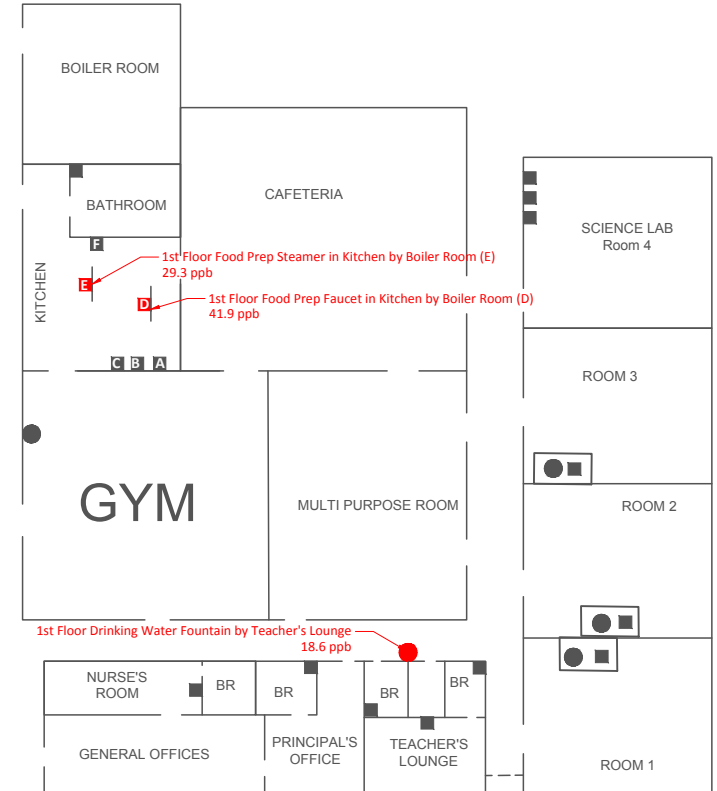 BOILER ROOM
BATHROOM
CAFETERIA
SCIENCE LAB
Room 4
F
1st Floor Food Prep Steamer in Kitchen by Boiler Room (E)
29.3 ppb
KITCHEN
E
D
1st Floor Food Prep Faucet in Kitchen by Boiler Room (D)
41.9 ppb
C B A
ROOM 3
GYM
MULTI PURPOSE ROOM
ROOM 2
1st Floor Drinking Water Fountain by Teacher's Lounge
18.6 ppb
NURSE'S
ROOM
BR
BR
BR
BR
GENERAL OFFICES
PRINCIPAL'S
OFFICE
TEACHER'S
LOUNGE
ROOM 1